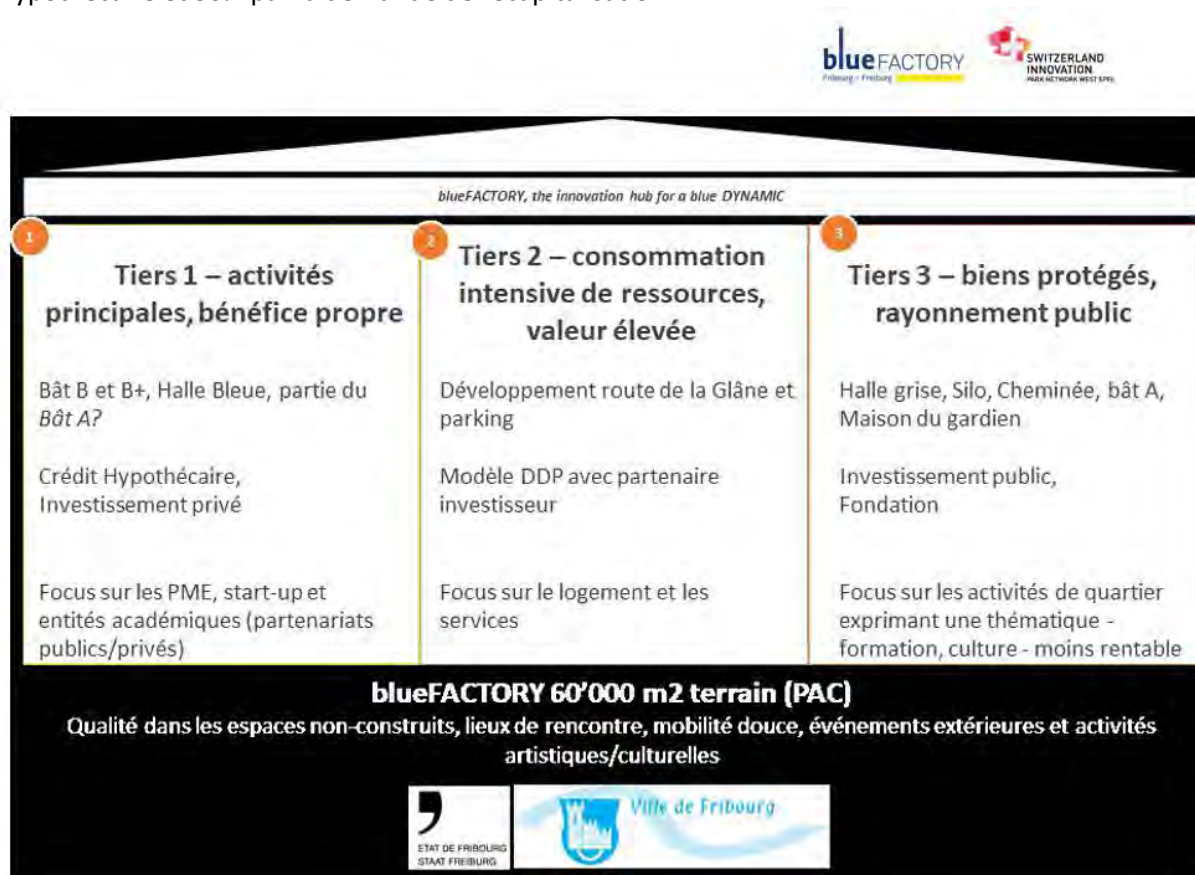 blueFACTORY
Fribourg - Freiburg
SWITZERLAND
INNOVATION
PARK NETWORK WEST EPFL
blueFACTORY, the innovation hub for a blue DYNAMIC
1
Tiers 1 – activités
principales, bénéfice propre
Bât B et B+, Halle Bleue, partie du
Bât A?
Crédit Hypothécaire,
Investissement privé
Focus sur les PME, start-up et
entités académiques (partenariats
publics/privés)
2
Tiers 2 – consommation
intensive de ressources,
valeur élevée
Développement route de la Glâne et
parking
Modèle DDP avec partenaire
investisseur
Focus sur le logement et les
services
3
Tiers 3 – biens protégés,
rayonnement public
Halle grise, Silo, Cheminée, bât A,
Maison du gardien
Investissement public,
Fondation
Focus sur les activités de quartier
exprimant une thématique -
formation, culture - moins rentable
blueFACTORY 60'000 m2 terrain (PAC)
Qualité dans les espaces non-construits, lieux de rencontre, mobilité douce, événements extérieures et activités
artistiques/culturelles
ETAT DE FRIBOURG
STAAT FREIBURG
Ville de Fribourg